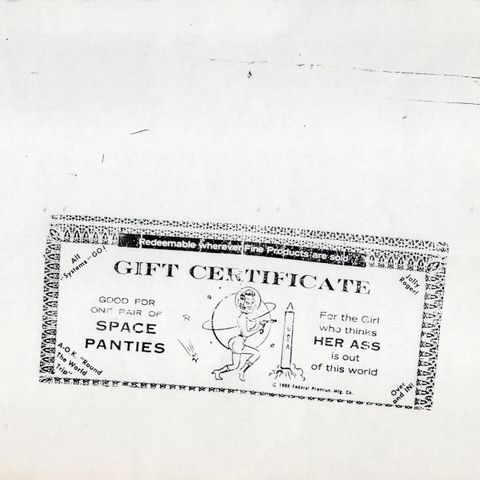 Redeemable wherever Fine Products are sold
All
Systems "GO!"
Jolly
Roger!
GIFT CERTIFICATE
GOOD FOR
ONE PAIR OF
SPACE
PANTIES
For the Girl
who thinks
HER ASS
is out
of this world
A-O.K. "Round
The World
Trip"
Over
and IN!
© 1969 Federal Premium Mfg. Co.